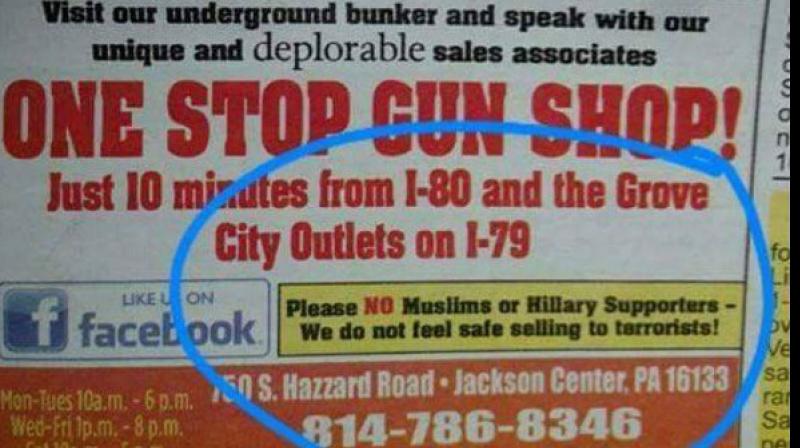 Visit our underground bunker and speak with our
unique and deplorable sales associates
ONE STOP GUN SHOP!
Just 10 minutes from I-80 and the Grove
City Outlets on I-79
LIKE US ON
facebook
Please NO Muslims or Hillary Supporters -
We do not feel safe selling to terrorists!
750 S. Hazzard Road • Jackson Center, PA 16133
814-786-8346
Mon-Tues 10a.m. - 6 p.m.
Wed-Fri 1p.m. - 8 p.m.